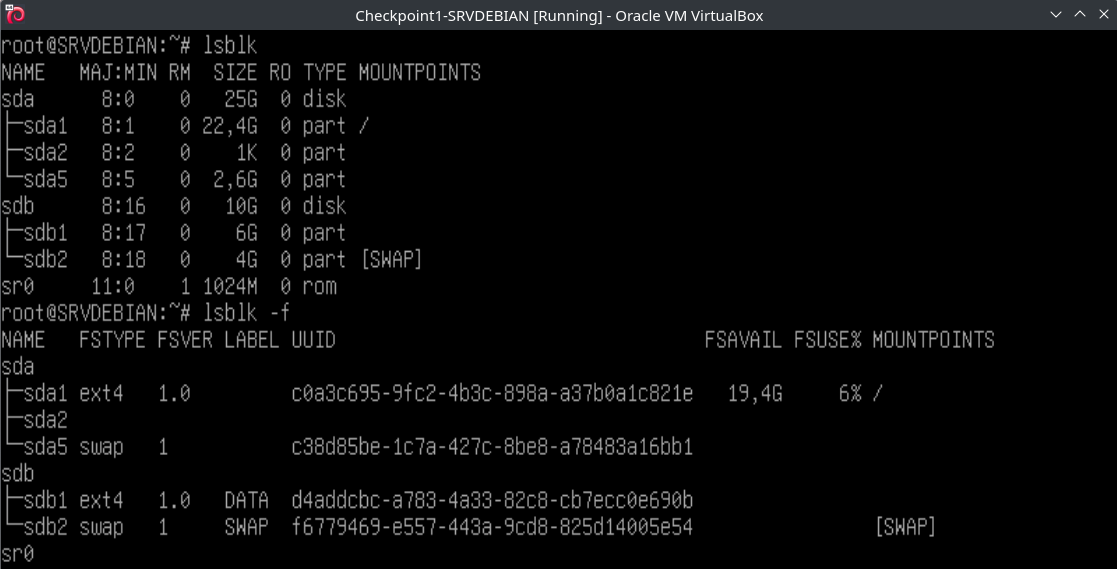 Checkpoint1-SRVDEBIAN [Running] - Oracle VM VirtualBox
root@SRVDEBIAN:~# lsblk
NAME   MAJ:MIN RM   SIZE RO TYPE MOUNTPOINTS
sda      8:0    0    25G  0 disk
├─sda1   8:1    0  22,4G  0 part /
├─sda2   8:2    0     1K  0 part
└─sda5   8:5    0   2,6G  0 part
sdb      8:16   0    10G  0 disk
├─sdb1   8:17   0     6G  0 part
└─sdb2   8:18   0     4G  0 part [SWAP]
sr0     11:0    1  1024M  0 rom
root@SRVDEBIAN:~# lsblk -f
NAME   FSTYPE FSVER LABEL UUID                                 FSAVAIL FSUSE% MOUNTPOINTS
sda
├─sda1 ext4   1.0         c0a3c695-9fc2-4b3c-898a-a37b0a1c821e   19,4G     6% /
├─sda2
└─sda5 swap   1           c38d85be-1c7a-427c-8be8-a78483a16bb1
sdb
├─sdb1 ext4   1.0   DATA  d4addcbc-a783-4a33-82c8-cb7ecc0e690b
└─sdb2 swap   1     SWAP  f6779469-e557-443a-9cd8-825d14005e54                [SWAP]
sr0